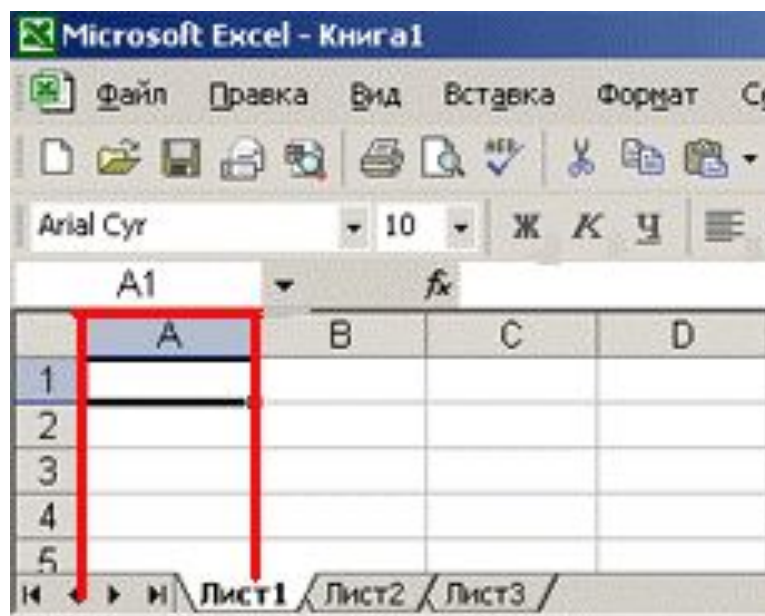 Microsoft Excel - Книга1
Файл Правка Вид Вставка Формат
Arial Cyr 10 Ж К Ч
A1 fx
A B C D
1
2
3
4
5
Лист1 Лист2 Лист3